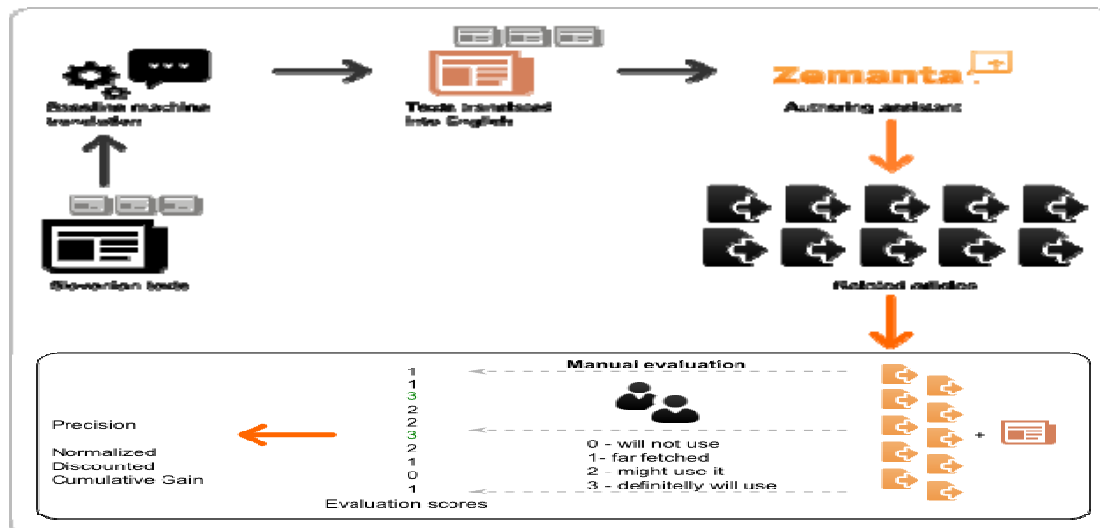 Baseline machine
translation
Texts translated
into English
Zemanta
Authoring assistant
Slovenian texts
Related articles
Manual evaluation
1
1
3
2
2
3
2
1
0
1
Evaluation scores
0 - will not use
1- far fetched
2 - might use it
3 - definitelly will use
+
Precision
Normalized
Discounted
Cumulative Gain